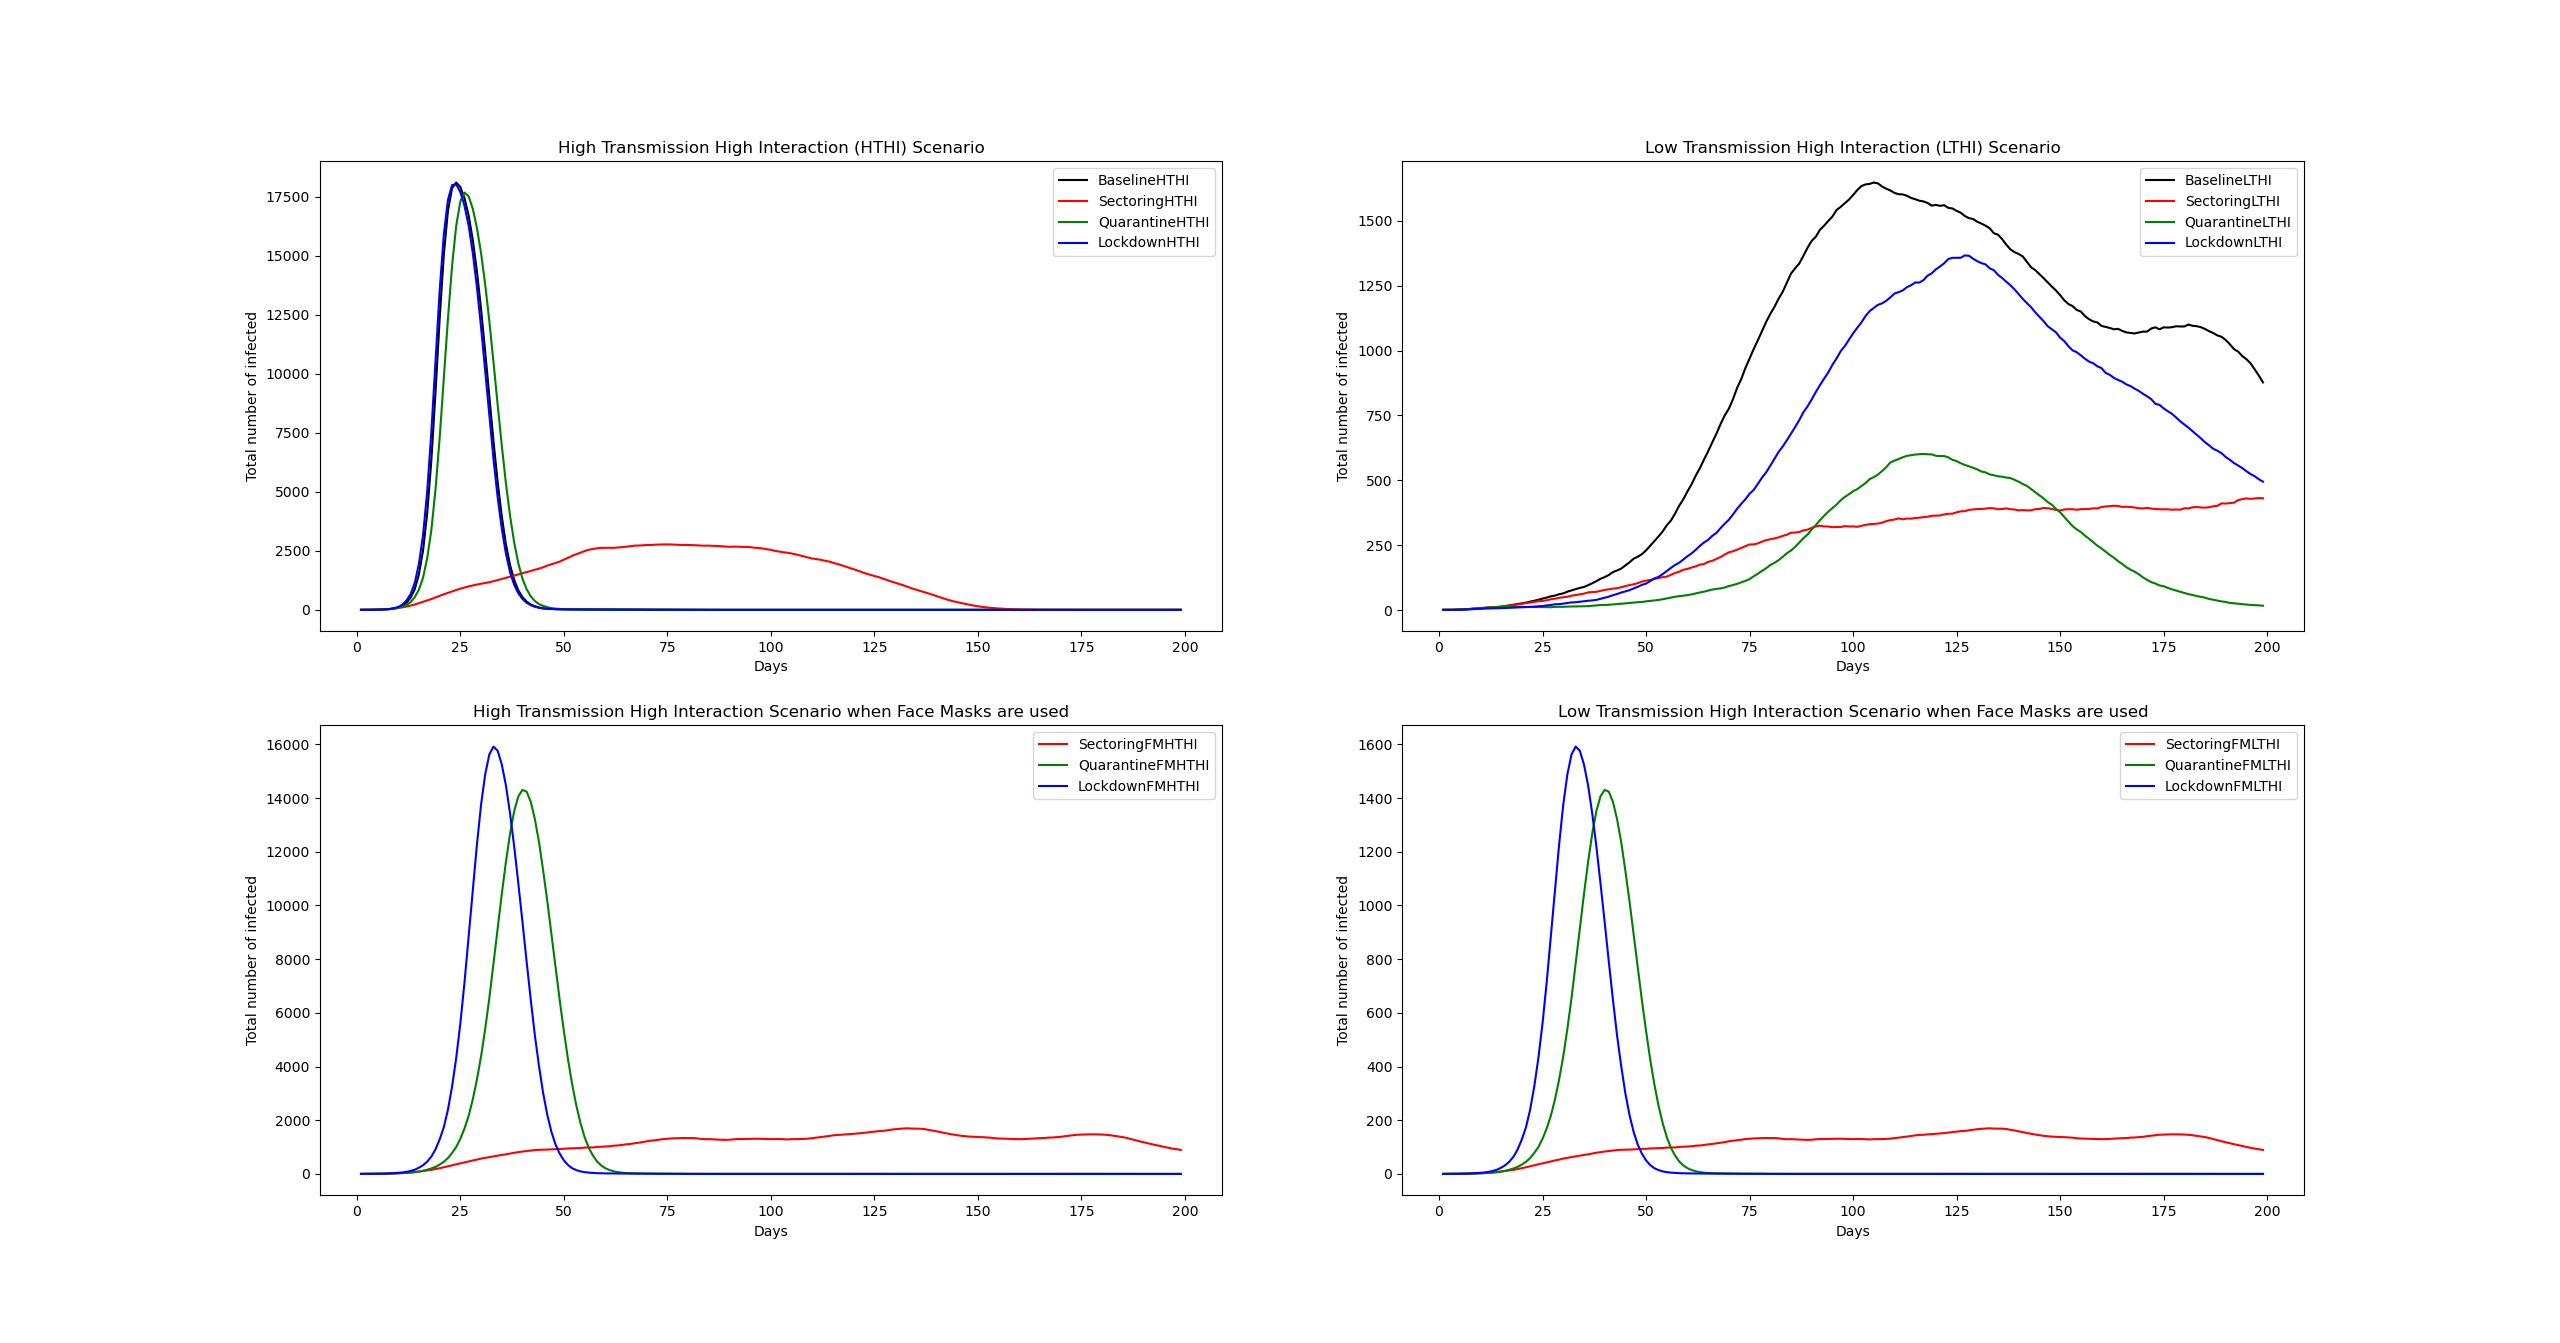 High Transmission High Interaction (HTHI) Scenario
Total number of infected
17500
15000
12500
10000
7500
5000
2500
0
BaselineHTHI
SectoringHTHI
QuarantineHTHI
LockdownHTHI
0 25 50 75 100 125 150 175 200
Days
Low Transmission High Interaction (LTHI) Scenario
Total number of infected
1500
1250
1000
750
500
250
0
BaselineLTHI
SectoringLTHI
QuarantineLTHI
LockdownLTHI
0 25 50 75 100 125 150 175 200
Days
High Transmission High Interaction Scenario when Face Masks are used
Total number of infected
16000
14000
12000
10000
8000
6000
4000
2000
0
SectoringFMHTHI
QuarantineFMHTHI
LockdownFMHTHI
0 25 50 75 100 125 150 175 200
Days
Low Transmission High Interaction Scenario when Face Masks are used
Total number of infected
1600
1400
1200
1000
800
600
400
200
0
SectoringFMLTHI
QuarantineFMLTHI
LockdownFMLTHI
0 25 50 75 100 125 150 175 200
Days